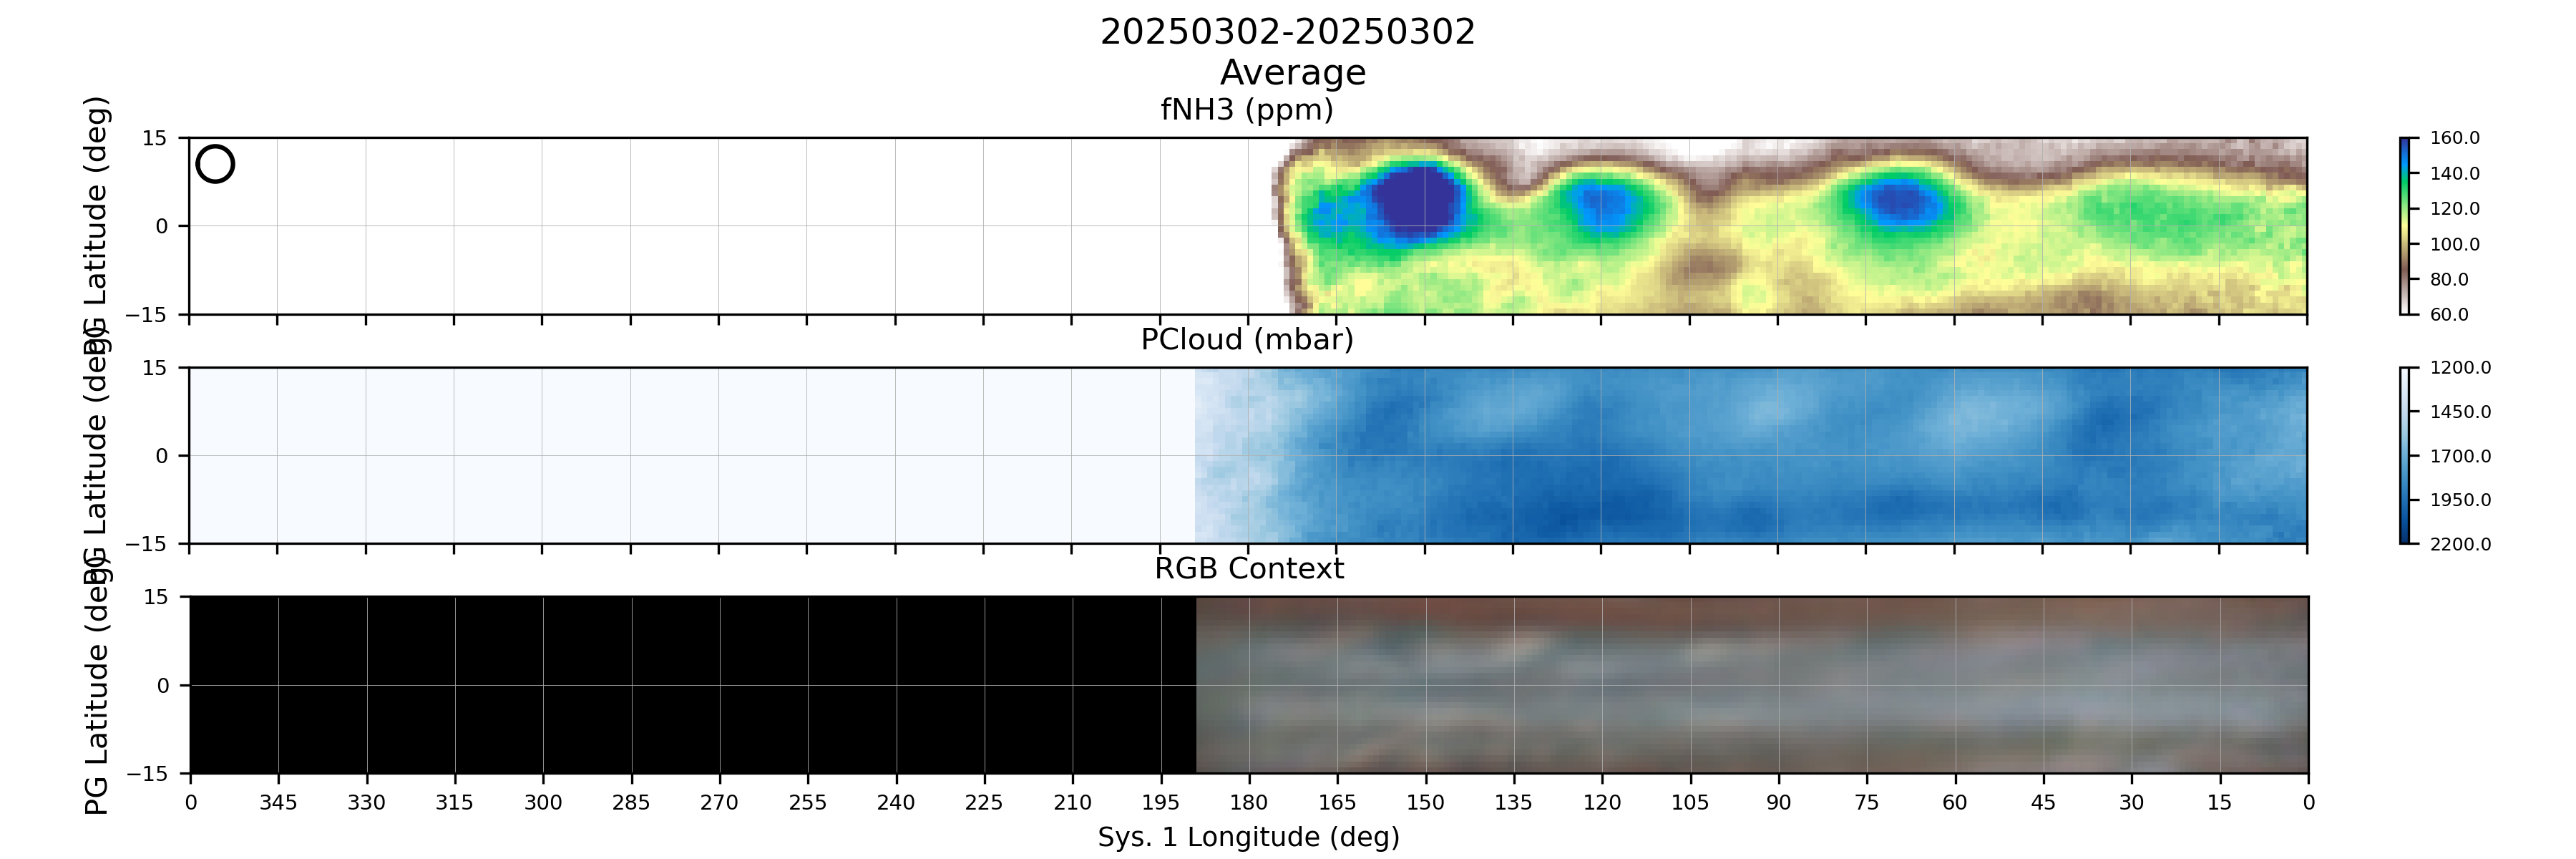 20250302-20250302
Average
fNH3 (ppm)
PG Latitude (deg)
15
0
−15
160.0
140.0
120.0
100.0
80.0
60.0
PCloud (mbar)
PG Latitude (deg)
15
0
−15
1200.0
1450.0
1700.0
1950.0
2200.0
RGB Context
PG Latitude (deg)
15
0
−15
0 345 330 315 300 285 270 255 240 225 210 195 180 165 150 135 120 105 90 75 60 45 30 15 0
Sys. 1 Longitude (deg)